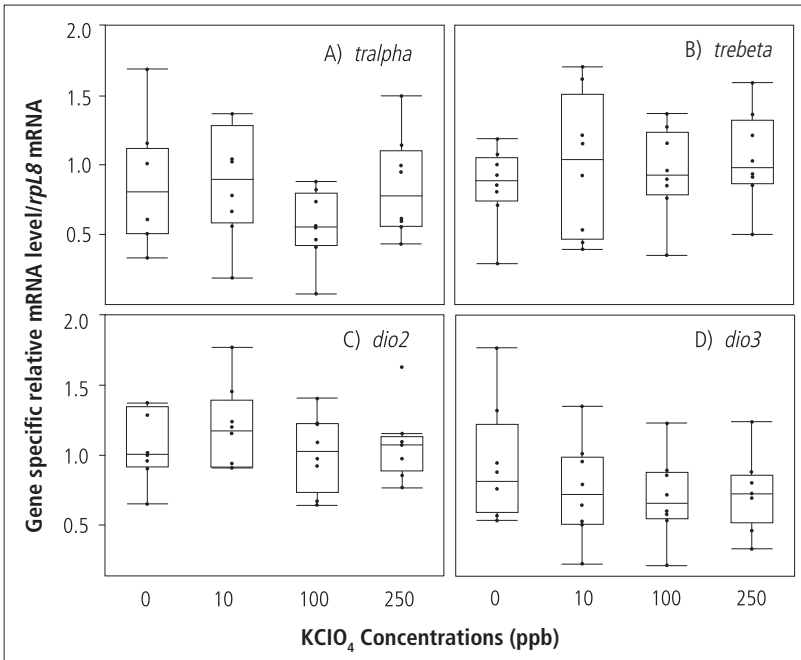 Gene specific relative mRNA level/rpL8 mRNA
2.0
1.5
1.0
0.5
A) tralpha
B) trebeta
2.0
1.5
1.0
0.5
C) dio2
D) dio3
0 10 100 250 0 10 100 250
KClO₄ Concentrations (ppb)